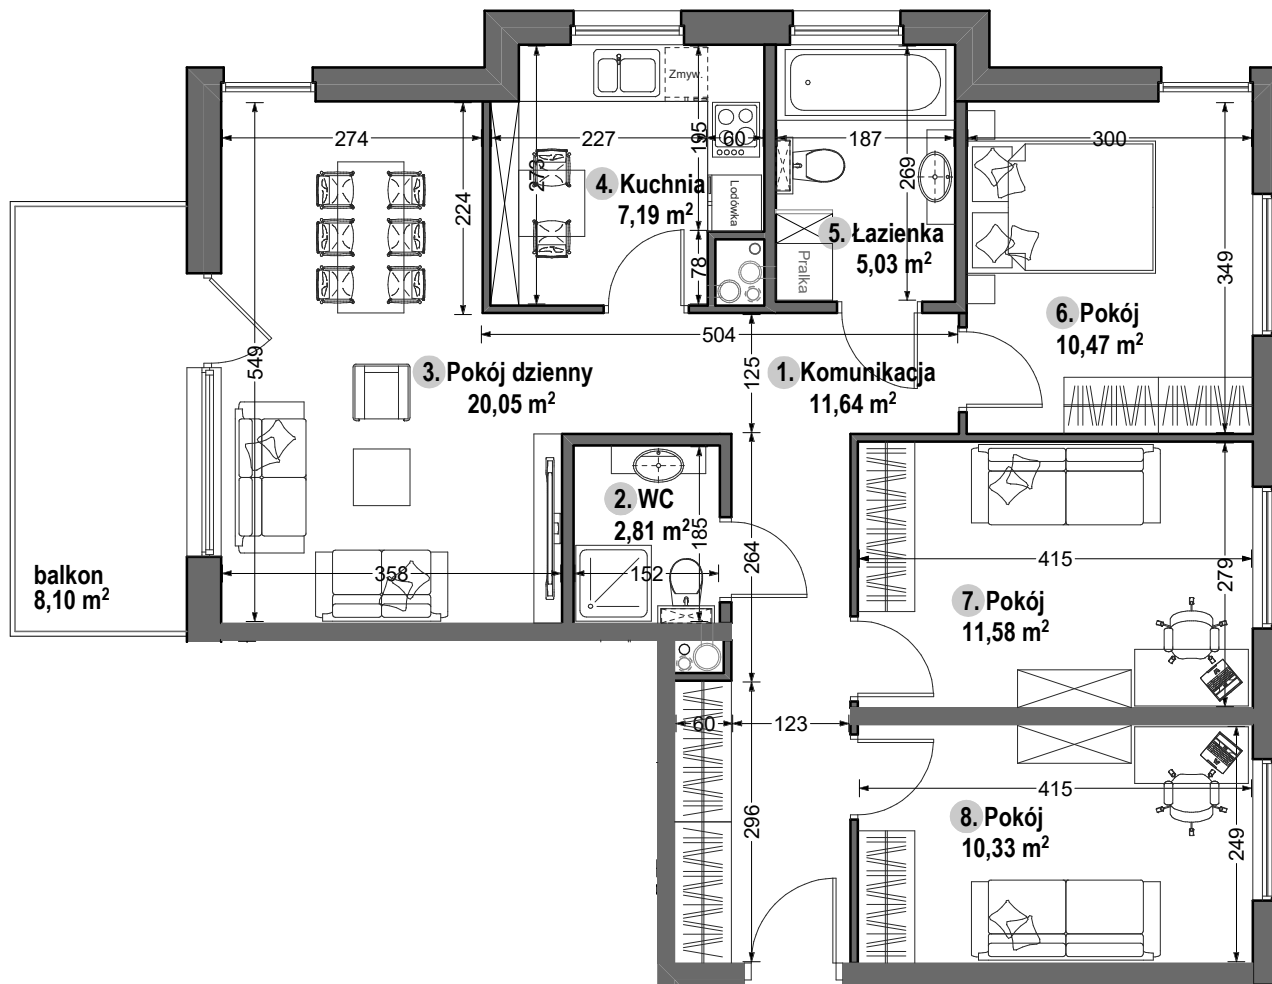 Zmyw.
274
227
195
60
187
300
273
4. Kuchnia
7,19 m²
Lodówka
269
224
78
5. Łazienka
5,03 m²
Pralka
349
6. Pokój
10,47 m²
504
549
3. Pokój dzienny
20,05 m²
125
1. Komunikacja
11,64 m²
2. WC
2,81 m²
185
264
415
279
358
152
balkon
8,10 m²
7. Pokój
11,58 m²
60
123
415
296
8. Pokój
10,33 m²
249